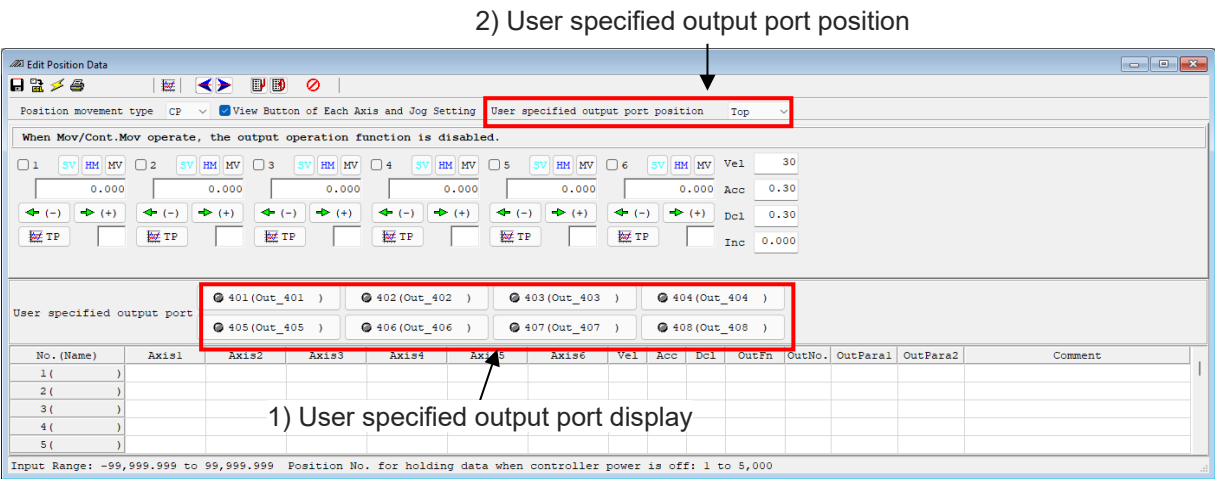 2) User specified output port position
Edit Position Data
Position movement type CP View Button of Each Axis and Jog Setting User specified output port position Top
When Mov/Cont.Mov operate, the output operation function is disabled.
1 SV HM MV 2 SV HM MV 3 SV HM MV 4 SV HM MV 5 SV HM MV 6 SV HM MV Vel 30
0.000 0.000 0.000 0.000 0.000 0.000 Acc 0.30
(-) (+) (-) (+) (-) (+) (-) (+) (-) (+) (-) (+) Dcl 0.30
TP TP TP TP TP TP Inc 0.000
User specified output port
401(Out_401 ) 402(Out_402 ) 403(Out_403 ) 404(Out_404 )
405(Out_405 ) 406(Out_406 ) 407(Out_407 ) 408(Out_408 )
No.(Name) Axis1 Axis2 Axis3 Axis4 Axis5 Axis6 Vel Acc Dcl OutFn OutNo. OutPara1 OutPara2 Comment
1( )
2( )
3( )
4( )
5( )
1) User specified output port display
Input Range: -99,999.999 to 99,999.999 Position No. for holding data when controller power is off: 1 to 5,000